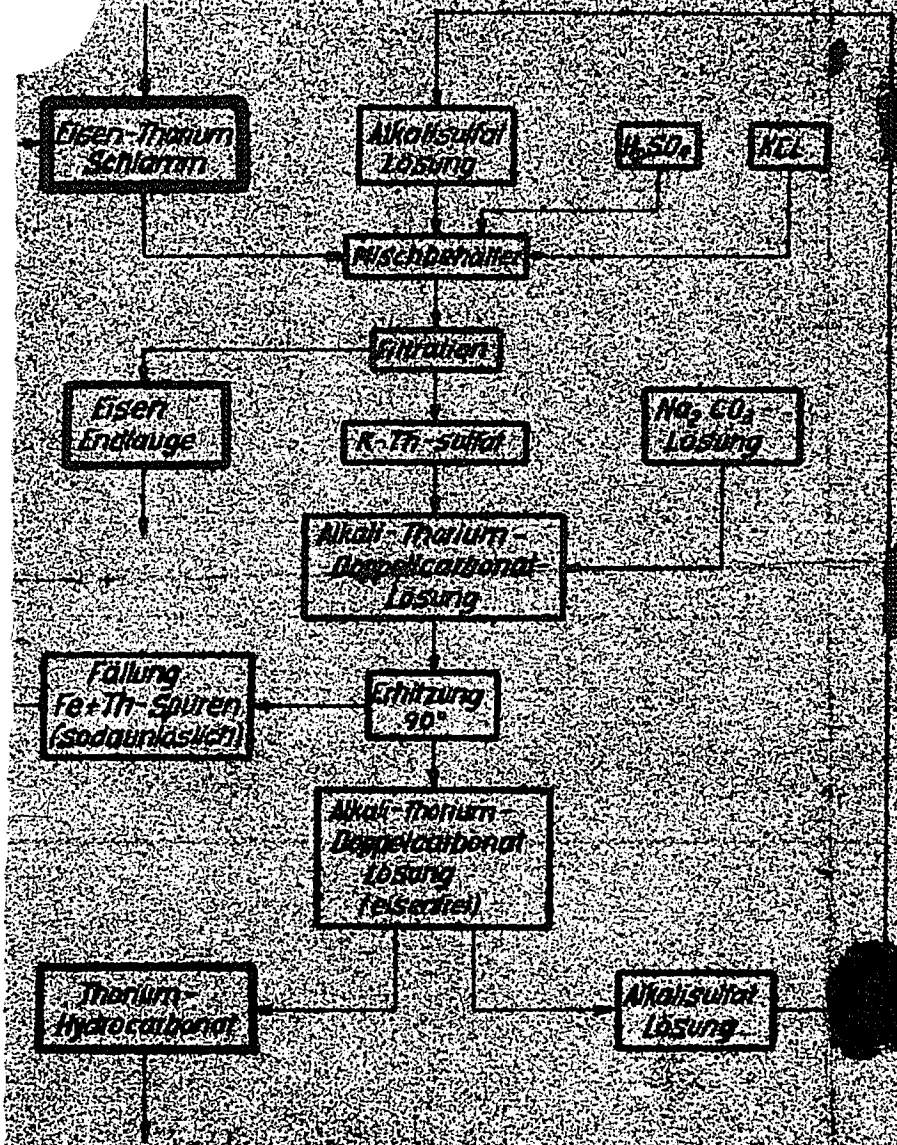 Eisen-Thorium
Schlamm
Alkalisulfat
Lösung
H₂SO₄
KCl
Mischbehälter
Filtration
Eisen
Endlauge
K-Th-sulfat
Na₂CO₃-
Lösung
Alkali-Thorium-
Doppelcarbonat-
Lösung
Fällung
Fe+Th-Spuren
(sodaunlöslich)
Erhitzung
90°
Alkali-Thorium-
Doppelcarbonat
Lösung
(eisenfrei)
Thorium-
Hydrocarbonat
Alkalisulfat
Lösung